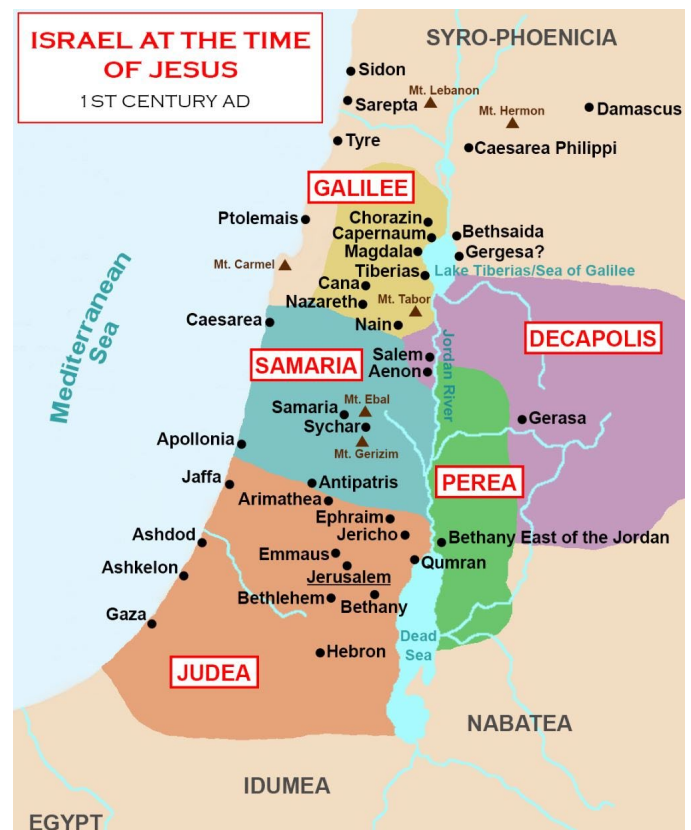 ISRAEL AT THE TIME
OF JESUS
1ST CENTURY AD
SYRO-PHOENICIA
Sidon
Mt. Lebanon
Sarepta
Mt. Hermon
Damascus
Tyre
Caesarea Philippi
GALILEE
Ptolemais
Chorazin
Capernaum
Bethsaida
Magdala
Gergesa?
Mt. Carmel
Tiberias
Lake Tiberias/Sea of Galilee
Cana
Nazareth
Mt. Tabor
Caesarea
Nain
Mediterranean
Sea
DECAPOLIS
SAMARIA
Salem
Aenon
Jordan River
Mt. Ebal
Samaria
Sychar
Gerasa
Mt. Gerizim
Apollonia
Jaffa
Antipatris
PEREA
Arimathea
Ephraim
Jericho
Bethany East of the Jordan
Ashdod
Emmaus
Qumran
Jerusalem
Ashkelon
Bethlehem
Bethany
Gaza
Dead
Sea
Hebron
JUDEA
NABATEA
IDUMEA
EGYPT